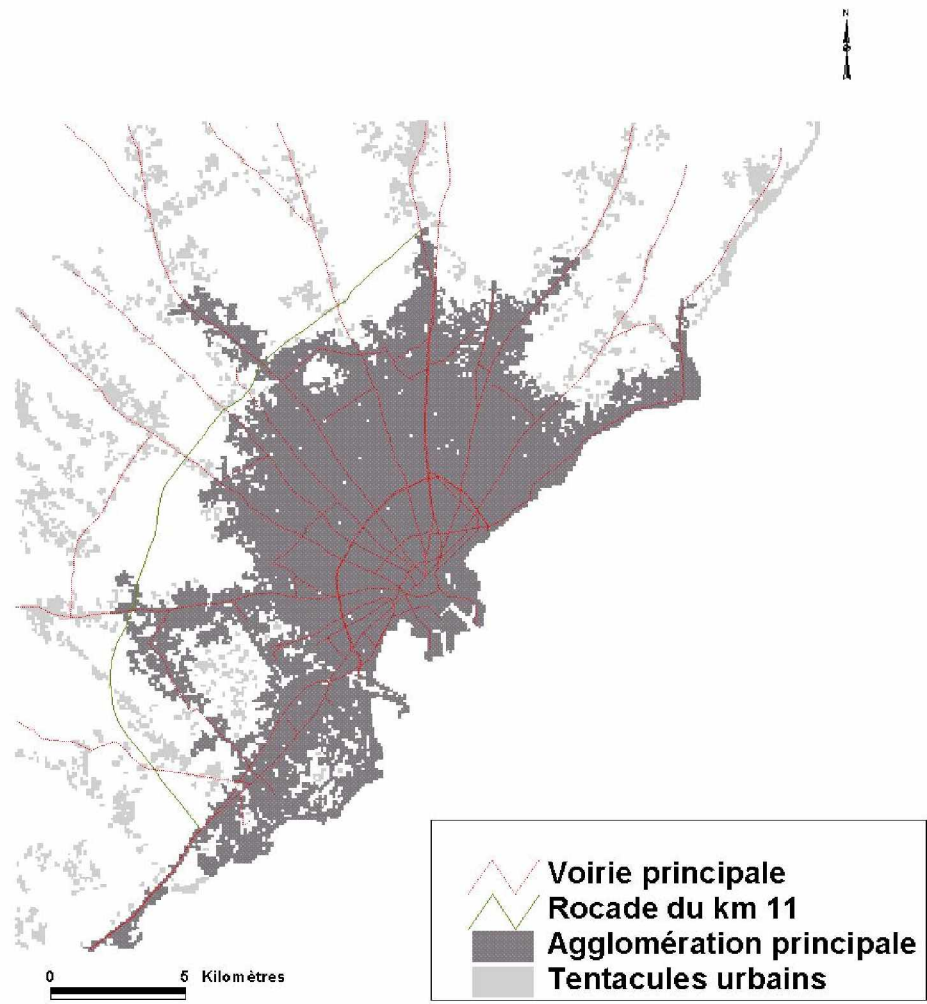 N
Voirie principale
Rocade du km 11
Agglomération principale
Tentacules urbains
0 5 Kilomètres